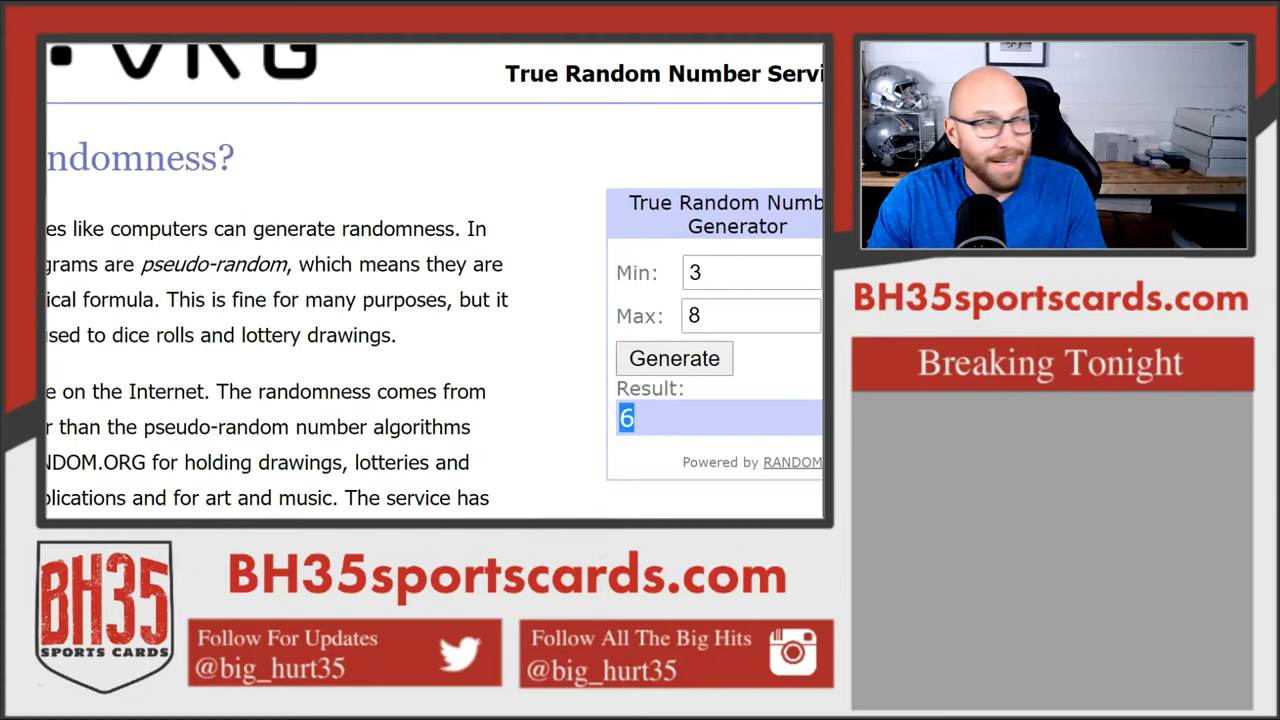 .ORG
True Random Number Servi
ndomness?
es like computers can generate randomness. In
grams are pseudo-random, which means they are
ical formula. This is fine for many purposes, but it
used to dice rolls and lottery drawings.
e on the Internet. The randomness comes from
r than the pseudo-random number algorithms
NDOM.ORG for holding drawings, lotteries and
plications and for art and music. The service has
True Random Numb
Generator
Min: 3
Max: 8
Generate
Result:
6
Powered by RANDOM
BH35sportscards.com
Breaking Tonight
BH35
SPORTS CARDS
BH35sportscards.com
Follow For Updates
@big_hurt35
Follow All The Big Hits
@big_hurt35